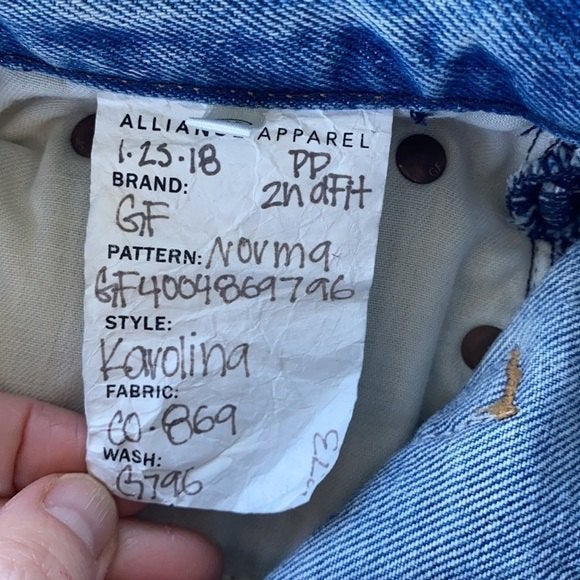 ALLIANCE APPAREL
1.25.18 PP
BRAND: 2nd Fit
GF
PATTERN: Norma
GF4004869796
STYLE:
Karolina
FABRIC:
CO-869
WASH:
G796